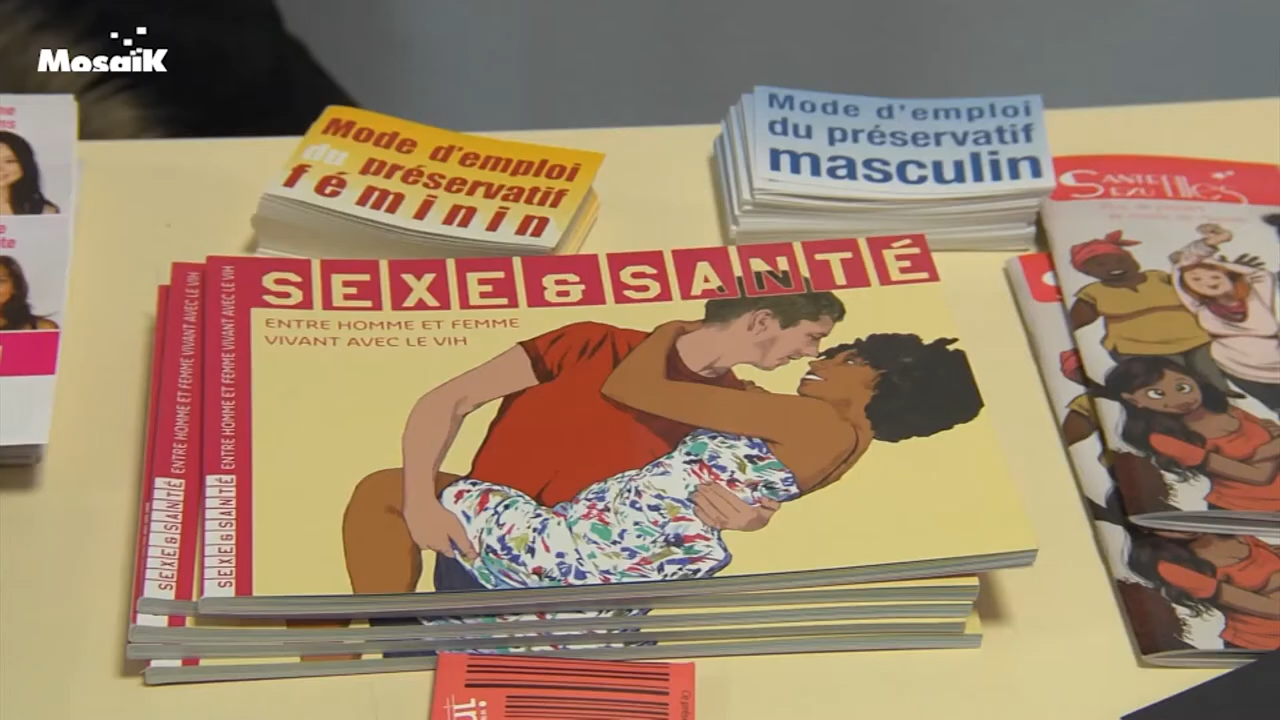 MosaiK
Mode d'emploi
du préservatif
féminin
Mode d'emploi
du préservatif
masculin
SEXE & SANTÉ
ENTRE HOMME ET FEMME
VIVANT AVEC LE VIH
SEXE & SANTÉ ENTRE HOMME ET FEMME VIVANT AVEC LE VIH
SEXE & SANTÉ ENTRE HOMME ET FEMME VIVANT AVEC LE VIH